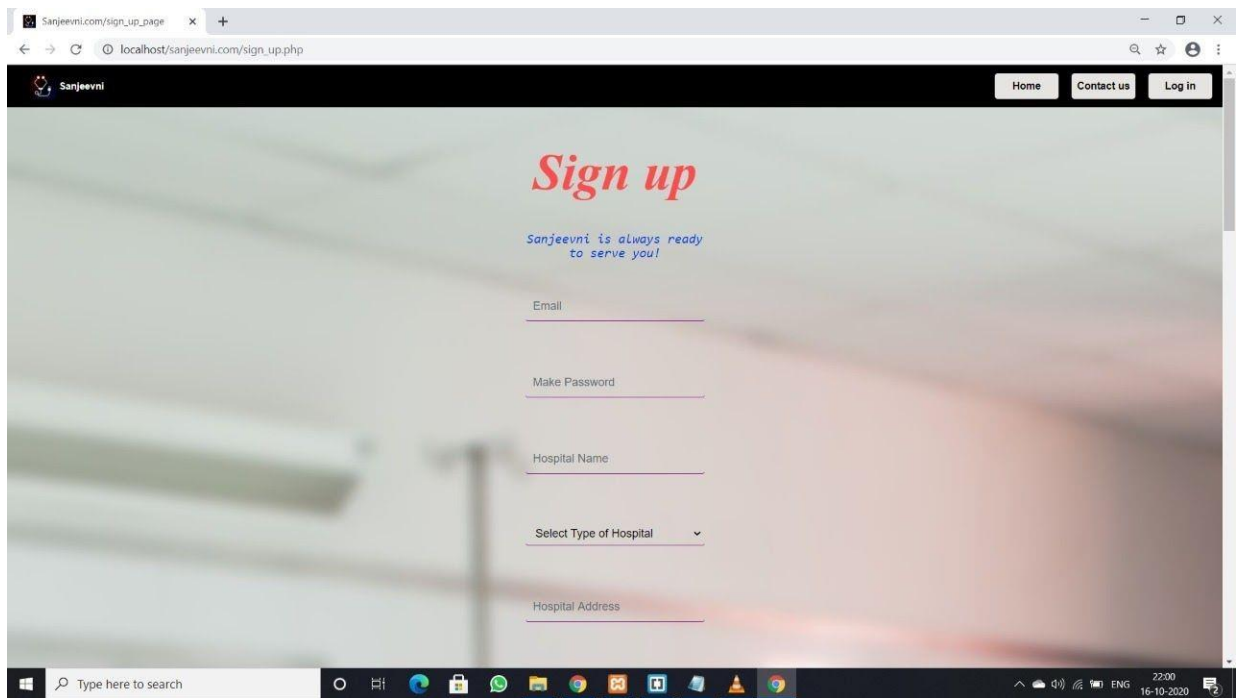 Sanjeevni.com/sign_up_page
localhost/sanjeevni.com/sign_up.php
Sanjeevni
Home
Contact us
Log in
Sign up
Sanjeevni is always ready
to serve you!
Email
Make Password
Hospital Name
Select Type of Hospital
Hospital Address
Type here to search
ENG
22:00
16-10-2020
2